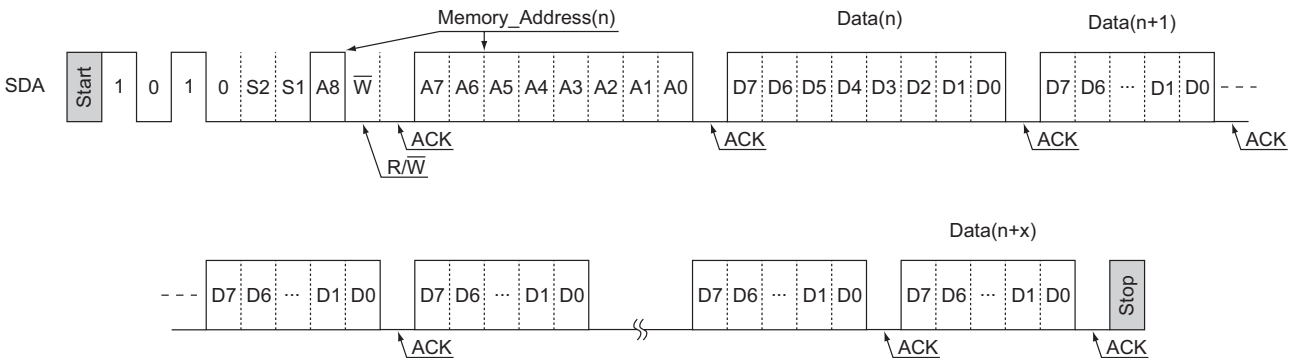 Memory_Address(n) Data(n) Data(n+1)
SDA Start 1 0 1 0 S2 S1 A8 W̅ A7 A6 A5 A4 A3 A2 A1 A0 D7 D6 D5 D4 D3 D2 D1 D0 D7 D6 ... D1 D0
ACK ACK ACK ACK
R/W̅
Data(n+x)
D7 D6 ... D1 D0 D7 D6 ... D1 D0 D7 D6 ... D1 D0 D7 D6 ... D1 D0 Stop
ACK ACK ACK